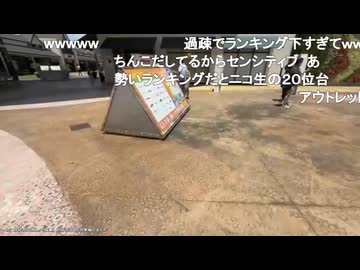 wwwww
過疎でランキング下すぎてww
ちんこだしてるからセンシティブ　あ
勢いランキングだとニコ生の２０位台
アウトレット